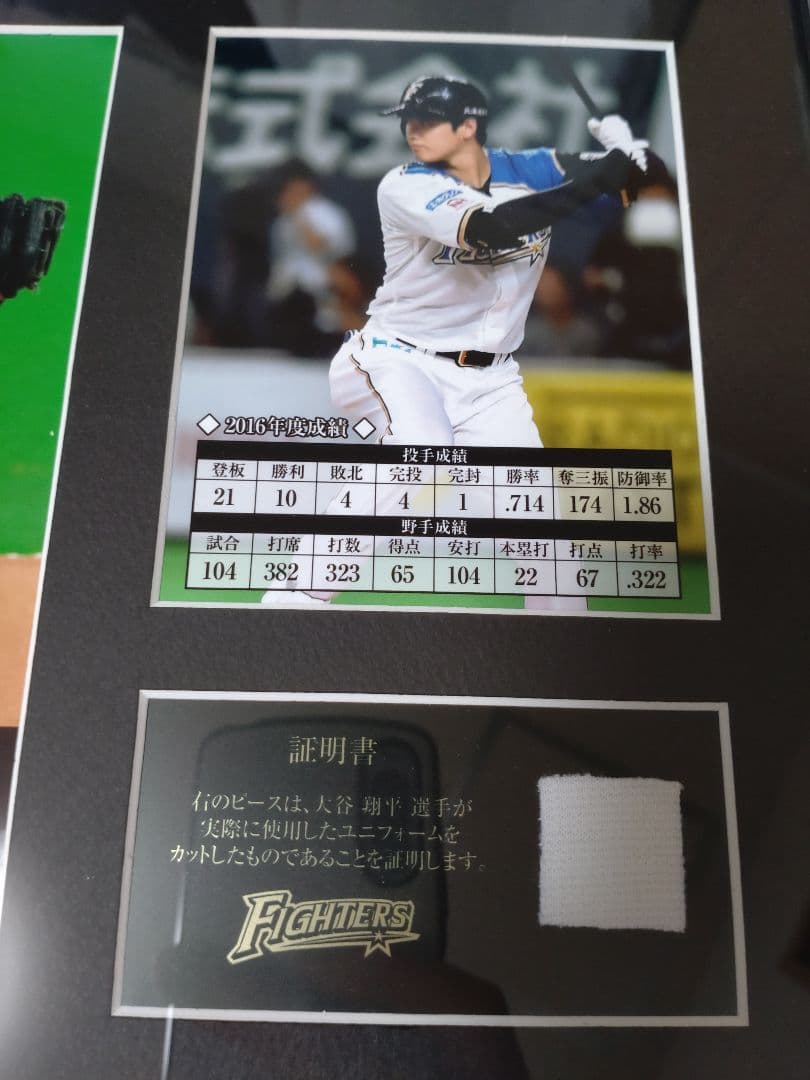 式会社
FIGHTERS
◇2016年度成績◇
投手成績
登板 勝利 敗北 完投 完封 勝率 奪三振 防御率
21 10 4 4 1 .714 174 1.86
野手成績
試合 打席 打数 得点 安打 本塁打 打点 打率
104 382 323 65 104 22 67 .322
証明書
右のピースは、大谷 翔平 選手が
実際に使用したユニフォームを
カットしたものであることを証明します。
FIGHTERS